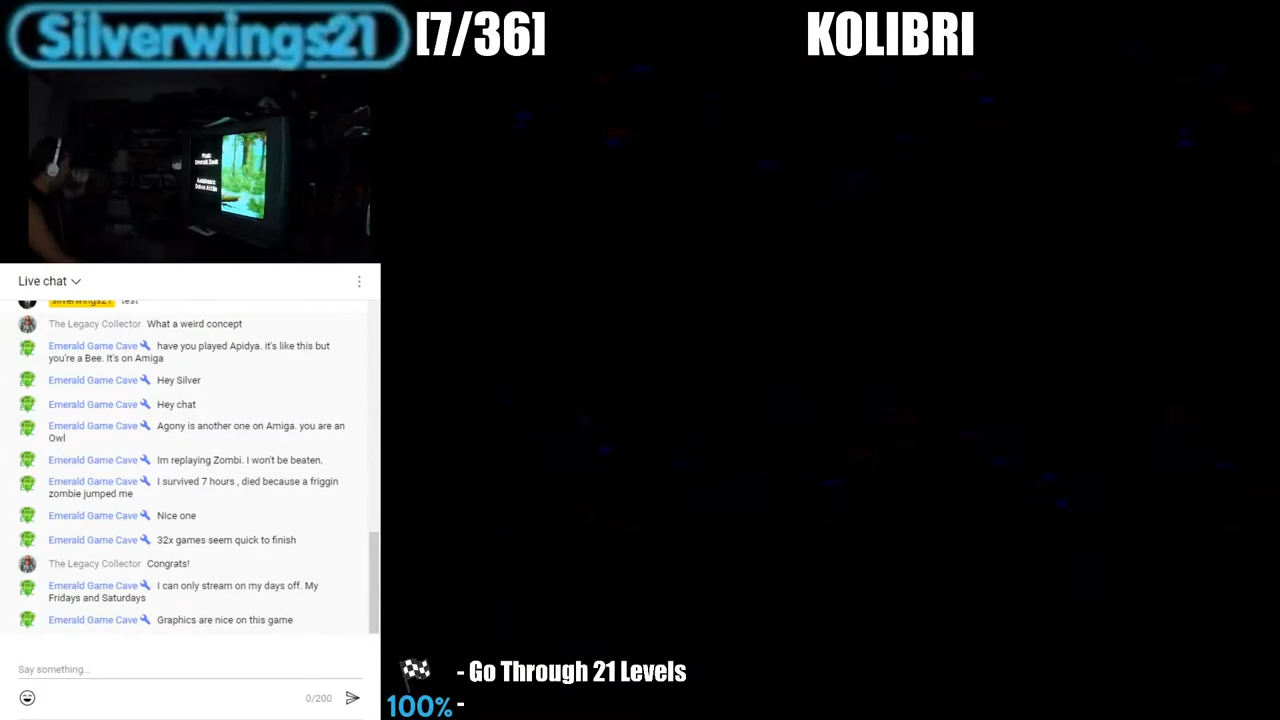 Silverwings21 [7/36] KOLIBRI
Live chat
silverwings21 test
The Legacy Collector What a weird concept
Emerald Game Cave have you played Apidya. it's like this but
you're a Bee. It's on Amiga
Emerald Game Cave Hey Silver
Emerald Game Cave Hey chat
Emerald Game Cave Agony is another one on Amiga. you are an
Owl
Emerald Game Cave Im replaying Zombi. I won't be beaten.
Emerald Game Cave I survived 7 hours , died because a friggin
zombie jumped me
Emerald Game Cave Nice one
Emerald Game Cave 32x games seem quick to finish
The Legacy Collector Congrats!
Emerald Game Cave I can only stream on my days off. My
Fridays and Saturdays
Emerald Game Cave Graphics are nice on this game
Say something...
0/200
- Go Through 21 Levels
100% -